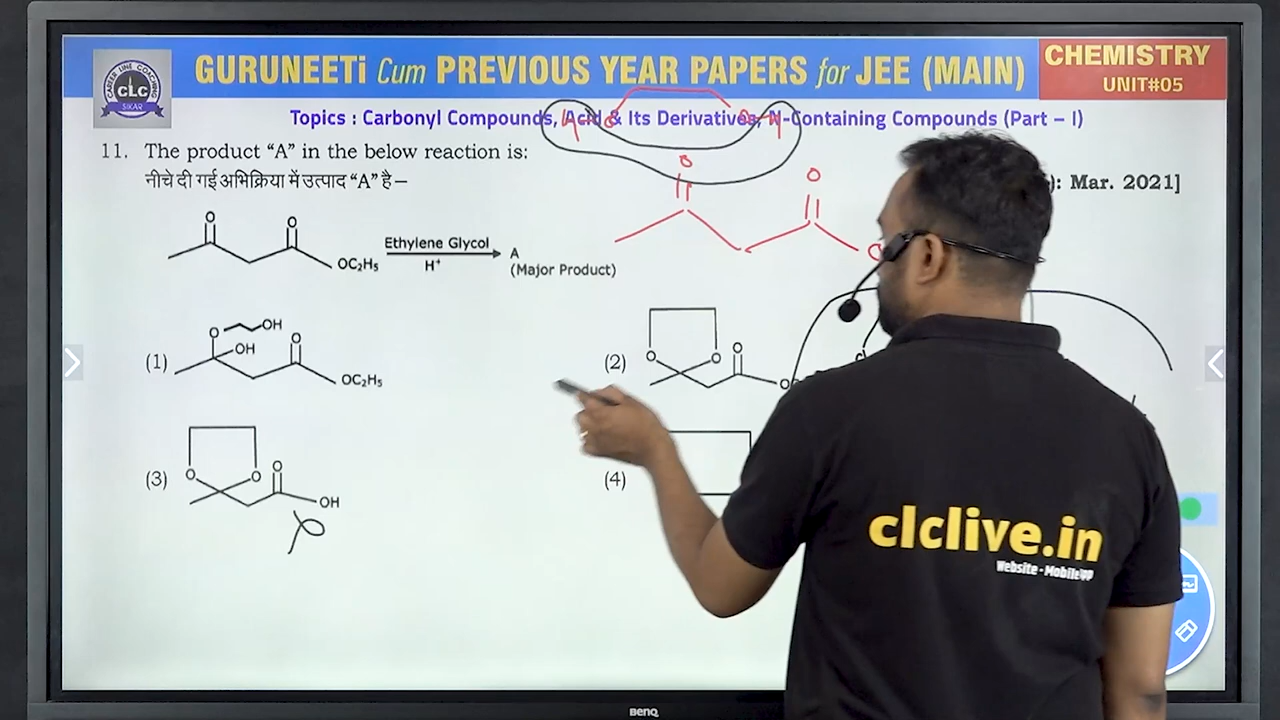 GURUNEETi Cum PREVIOUS YEAR PAPERS for JEE (MAIN)
CHEMISTRY
UNIT#05
CAREER LINE COACHING
CLC
SIKAR
Topics : Carbonyl Compounds, Acid & Its Derivatives, N-Containing Compounds (Part – I)
11. The product “A” in the below reaction is:
नीचे दी गई अभिक्रिया में उत्पाद “A” है –
: Mar. 2021]
O O
OC₂H₅
Ethylene Glycol
H⁺
A
(Major Product)
O O
(1)
O OH
OH
O
OC₂H₅
(2)
O O O
(3)
O O O
OH
(4)
clclive.in
Website - Mobile
BENQ